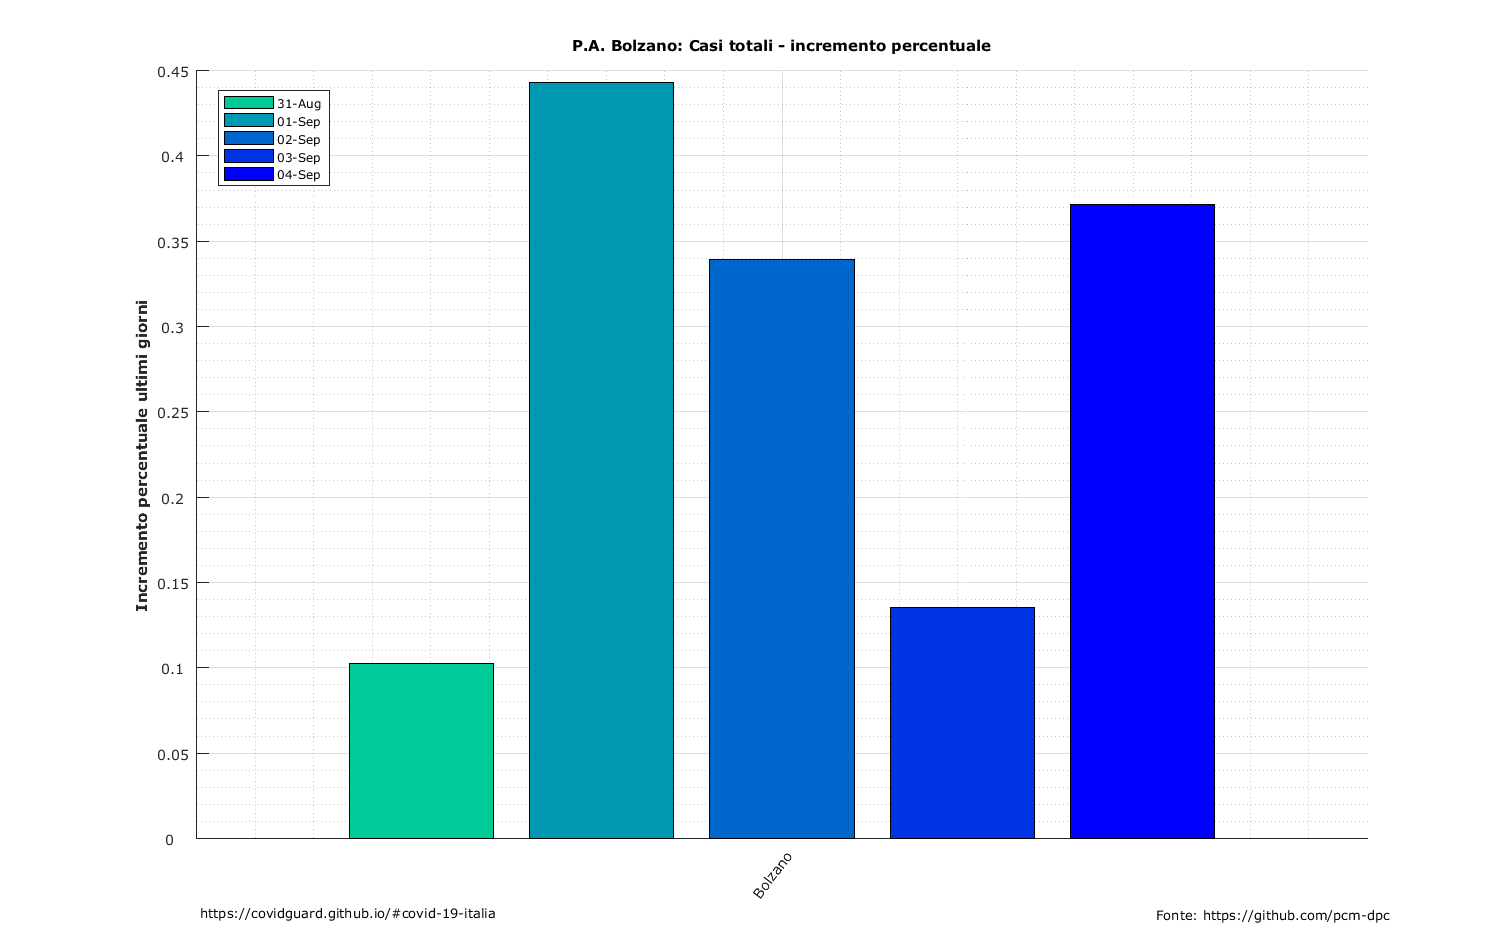 P.A. Bolzano: Casi totali - incremento percentuale
0.45
0.4
0.35
0.3
0.25
0.2
0.15
0.1
0.05
0
Incremento percentuale ultimi giorni
31-Aug
01-Sep
02-Sep
03-Sep
04-Sep
Bolzano
https://covidguard.github.io/#covid-19-italia
Fonte: https://github.com/pcm-dpc